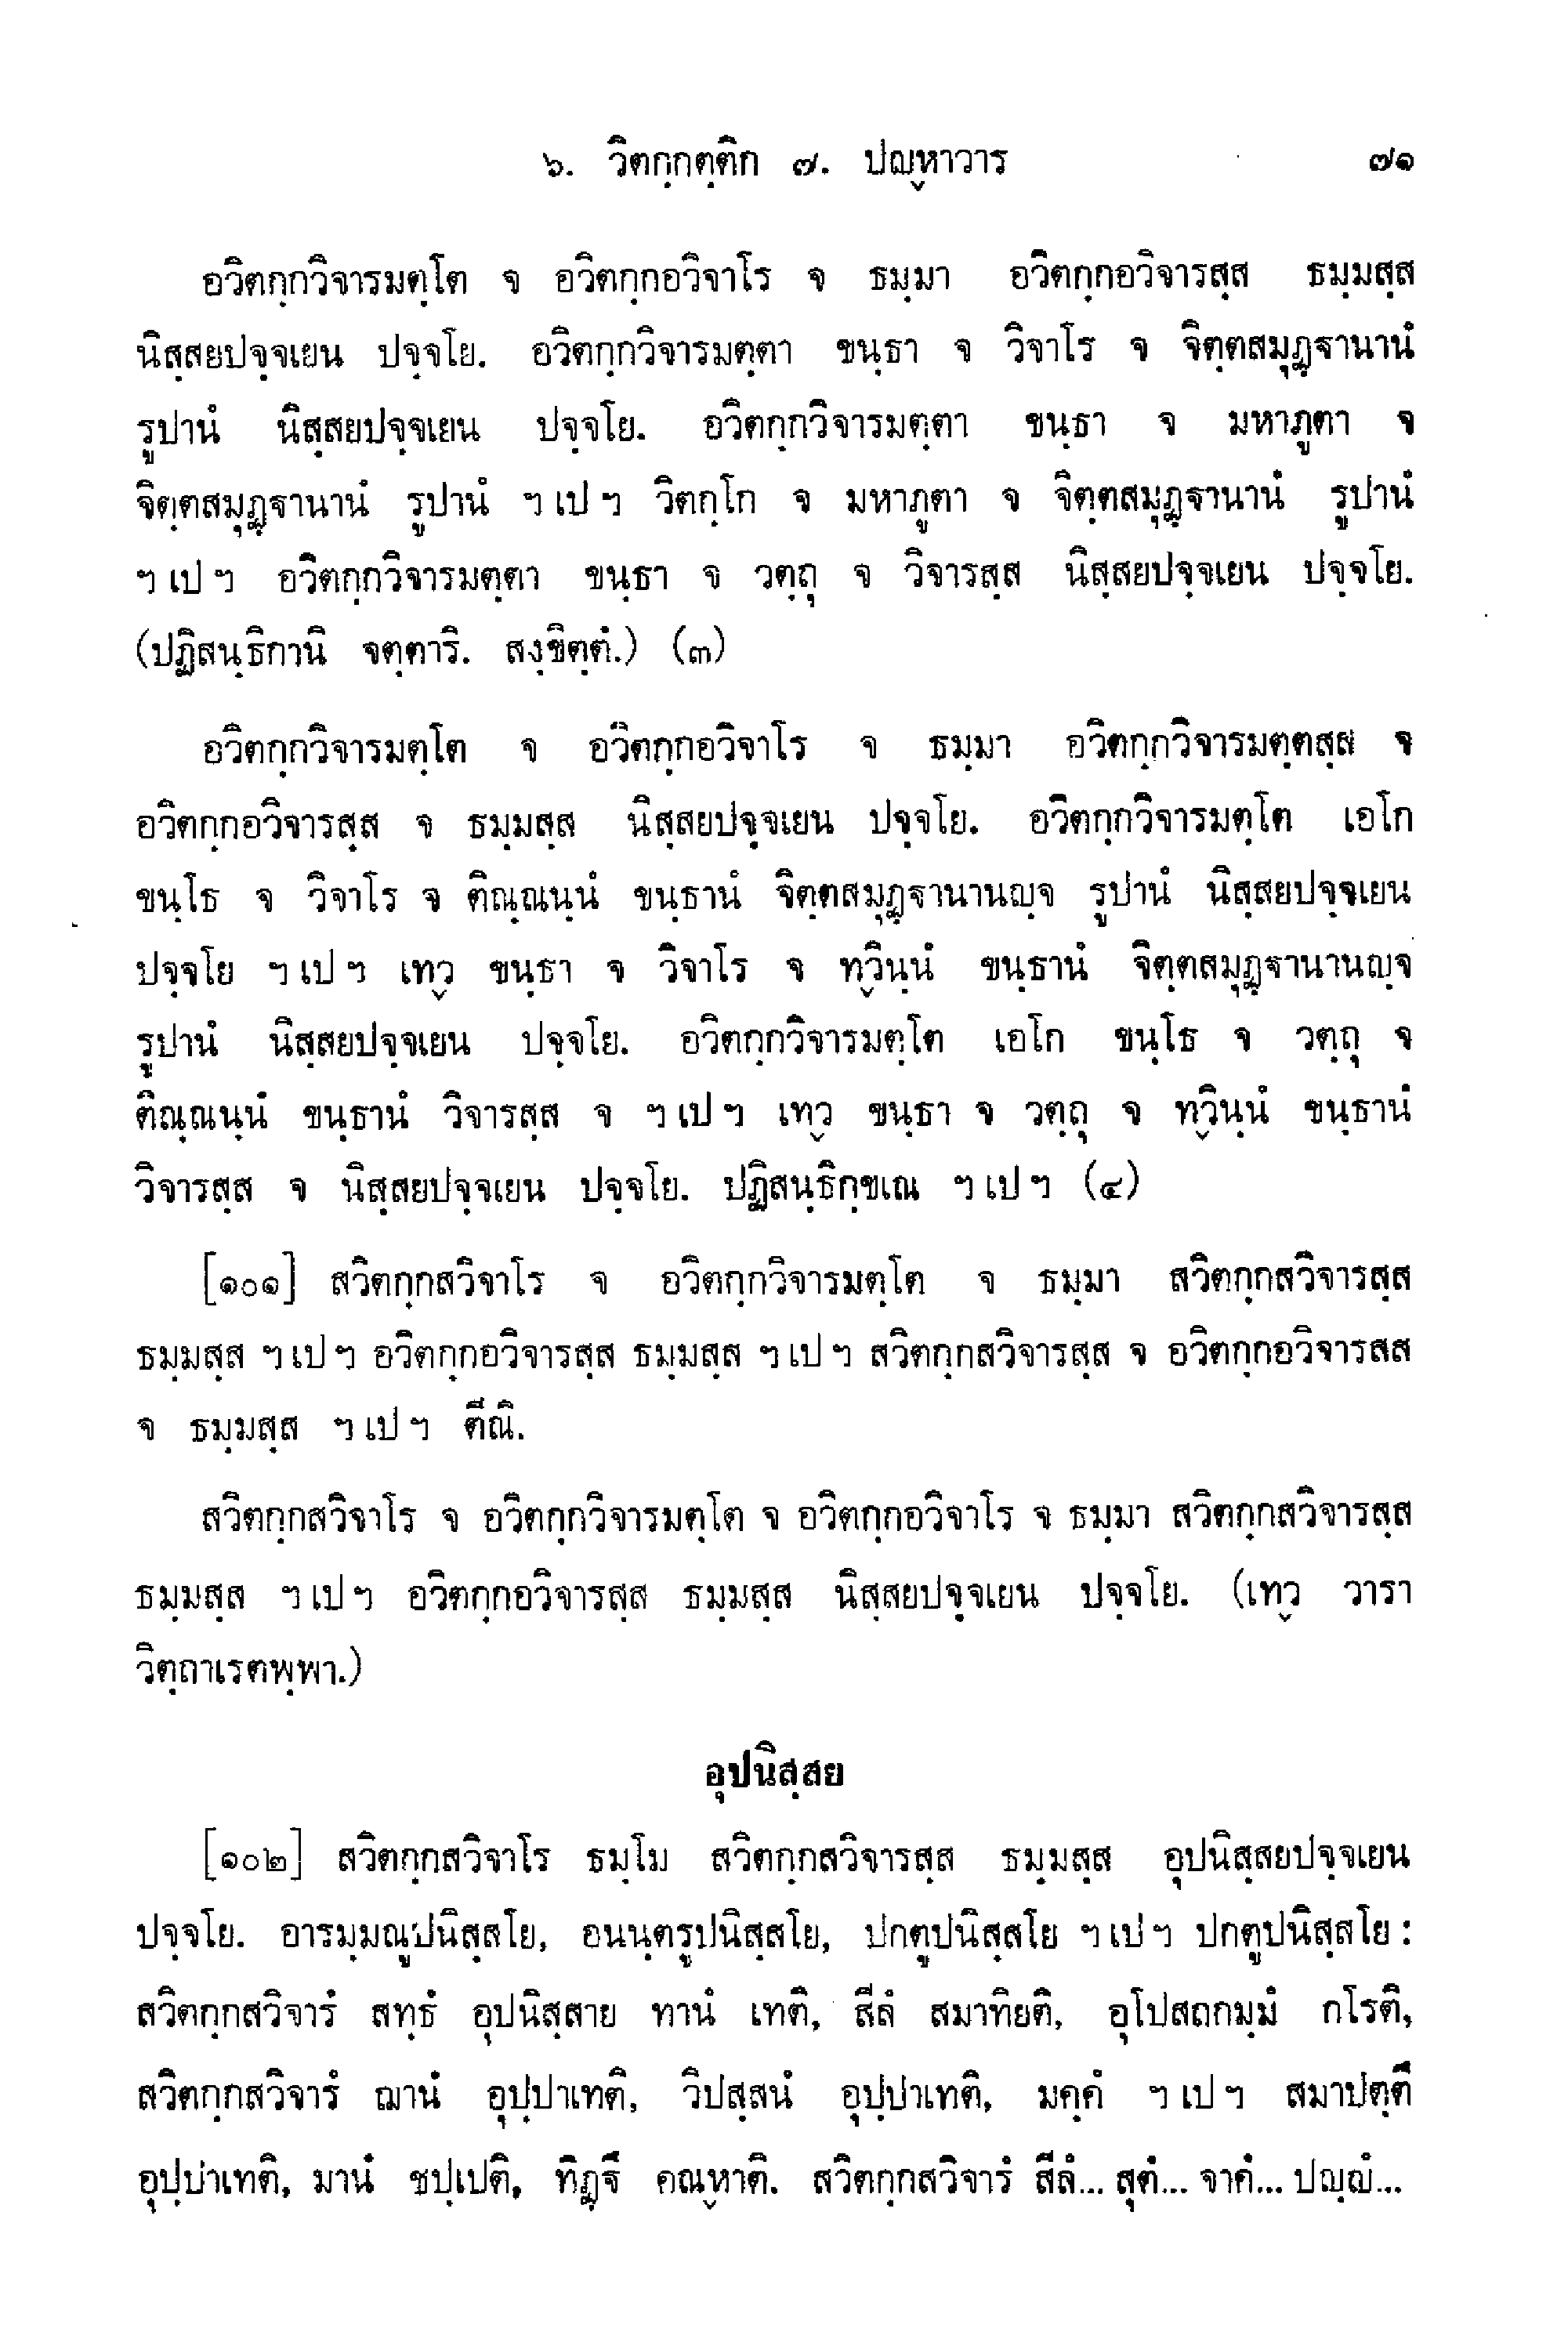 ๖. วิตกฺกตฺติก ๗. ปญฺหาวาร ๗๑
อวิตกฺกวิจารมตฺโต จ อวิตกฺกอวิจาโร จ ธมฺมา อวิตกฺกอวิจารสฺส ธมฺมสฺส
นิสฺสยปจฺจเยน ปจฺจโย. อวิตกฺกวิจารมตฺตา ขนฺธา จ วิจาโร จ จิตฺตสมุฏฺฐานานํ
รูปานํ นิสฺสยปจฺจเยน ปจฺจโย. อวิตกฺกวิจารมตฺตา ขนฺธา จ มหาภูตา จ
จิตฺตสมุฏฺฐานานํ รูปานํ ฯ เป ฯ วิตกฺโก จ มหาภูตา จ จิตฺตสมุฏฺฐานานํ รูปานํ
ฯ เป ฯ อวิตกฺกวิจารมตฺตา ขนฺธา จ วตฺถุ จ วิจารสฺส นิสฺสยปจฺจเยน ปจฺจโย.
(ปฏิสนฺธิกานิ จตฺตาริ. สงฺขิตฺตํ.) (๓)
อวิตกฺกวิจารมตฺโต จ อวิตกฺกอวิจาโร จ ธมฺมา อวิตกฺกวิจารมตฺตสฺส จ
อวิตกฺกอวิจารสฺส จ ธมฺมสฺส นิสฺสยปจฺจเยน ปจฺจโย. อวิตกฺกวิจารมตฺโต เอโก
ขนฺโธ จ วิจาโร จ ติณฺณนฺนํ ขนฺธานํ จิตฺตสมุฏฺฐานานญฺจ รูปานํ นิสฺสยปจฺจเยน
ปจฺจโย ฯ เป ฯ เทฺว ขนฺธา จ วิจาโร จ ทฺวินฺนํ ขนฺธานํ จิตฺตสมุฏฺฐานานญฺจ
รูปานํ นิสฺสยปจฺจเยน ปจฺจโย. อวิตกฺกวิจารมตฺโต เอโก ขนฺโธ จ วตฺถุ จ
ติณฺณนฺนํ ขนฺธานํ วิจารสฺส จ ฯ เป ฯ เทฺว ขนฺธา จ วตฺถุ จ ทฺวินฺนํ ขนฺธานํ
วิจารสฺส จ นิสฺสยปจฺจเยน ปจฺจโย. ปฏิสนฺธิกฺขเณ ฯ เป ฯ (๔)
[๑๐๑] สวิตกฺกสวิจาโร จ อวิตกฺกวิจารมตฺโต จ ธมฺมา สวิตกฺกสวิจารสฺส
ธมฺมสฺส ฯ เป ฯ อวิตกฺกอวิจารสฺส ธมฺมสฺส ฯ เป ฯ สวิตกฺกสวิจารสฺส จ อวิตกฺกอวิจารสส
จ ธมฺมสฺส ฯ เป ฯ ตีณิ.
สวิตกฺกสวิจาโร จ อวิตกฺกวิจารมตฺโต จ อวิตกฺกอวิจาโร จ ธมฺมา สวิตกฺกสวิจารสฺส
ธมฺมสฺส ฯ เป ฯ อวิตกฺกอวิจารสฺส ธมฺมสฺส นิสฺสยปจฺจเยน ปจฺจโย. (เทฺว วารา
วิตฺถาเรตพฺพา.)
อุปนิสฺสย
[๑๐๒] สวิตกฺกสวิจาโร ธมฺโม สวิตกฺกสวิจารสฺส ธมฺมสฺส อุปนิสฺสยปจฺจเยน
ปจฺจโย. อารมฺมณูปนิสฺสโย, อนนฺตรูปนิสฺสโย, ปกตูปนิสฺสโย ฯ เป ฯ ปกตูปนิสฺสโย :
สวิตกฺกสวิจารํ สทฺธํ อุปนิสฺสาย ทานํ เทติ, สีลํ สมาทิยติ, อุโปสถกมฺมํ กโรติ,
สวิตกฺกสวิจารํ ฌานํ อุปฺปาเทติ, วิปสฺสนํ อุปฺปาเทติ, มคฺคํ ฯ เป ฯ สมาปตฺตึ
อุปฺปาเทติ, มานํ ชปฺเปติ, ทิฏฺฐึ คณฺหาติ. สวิตกฺกสวิจารํ สีลํ... สุตํ... จาคํ... ปญฺญํ...